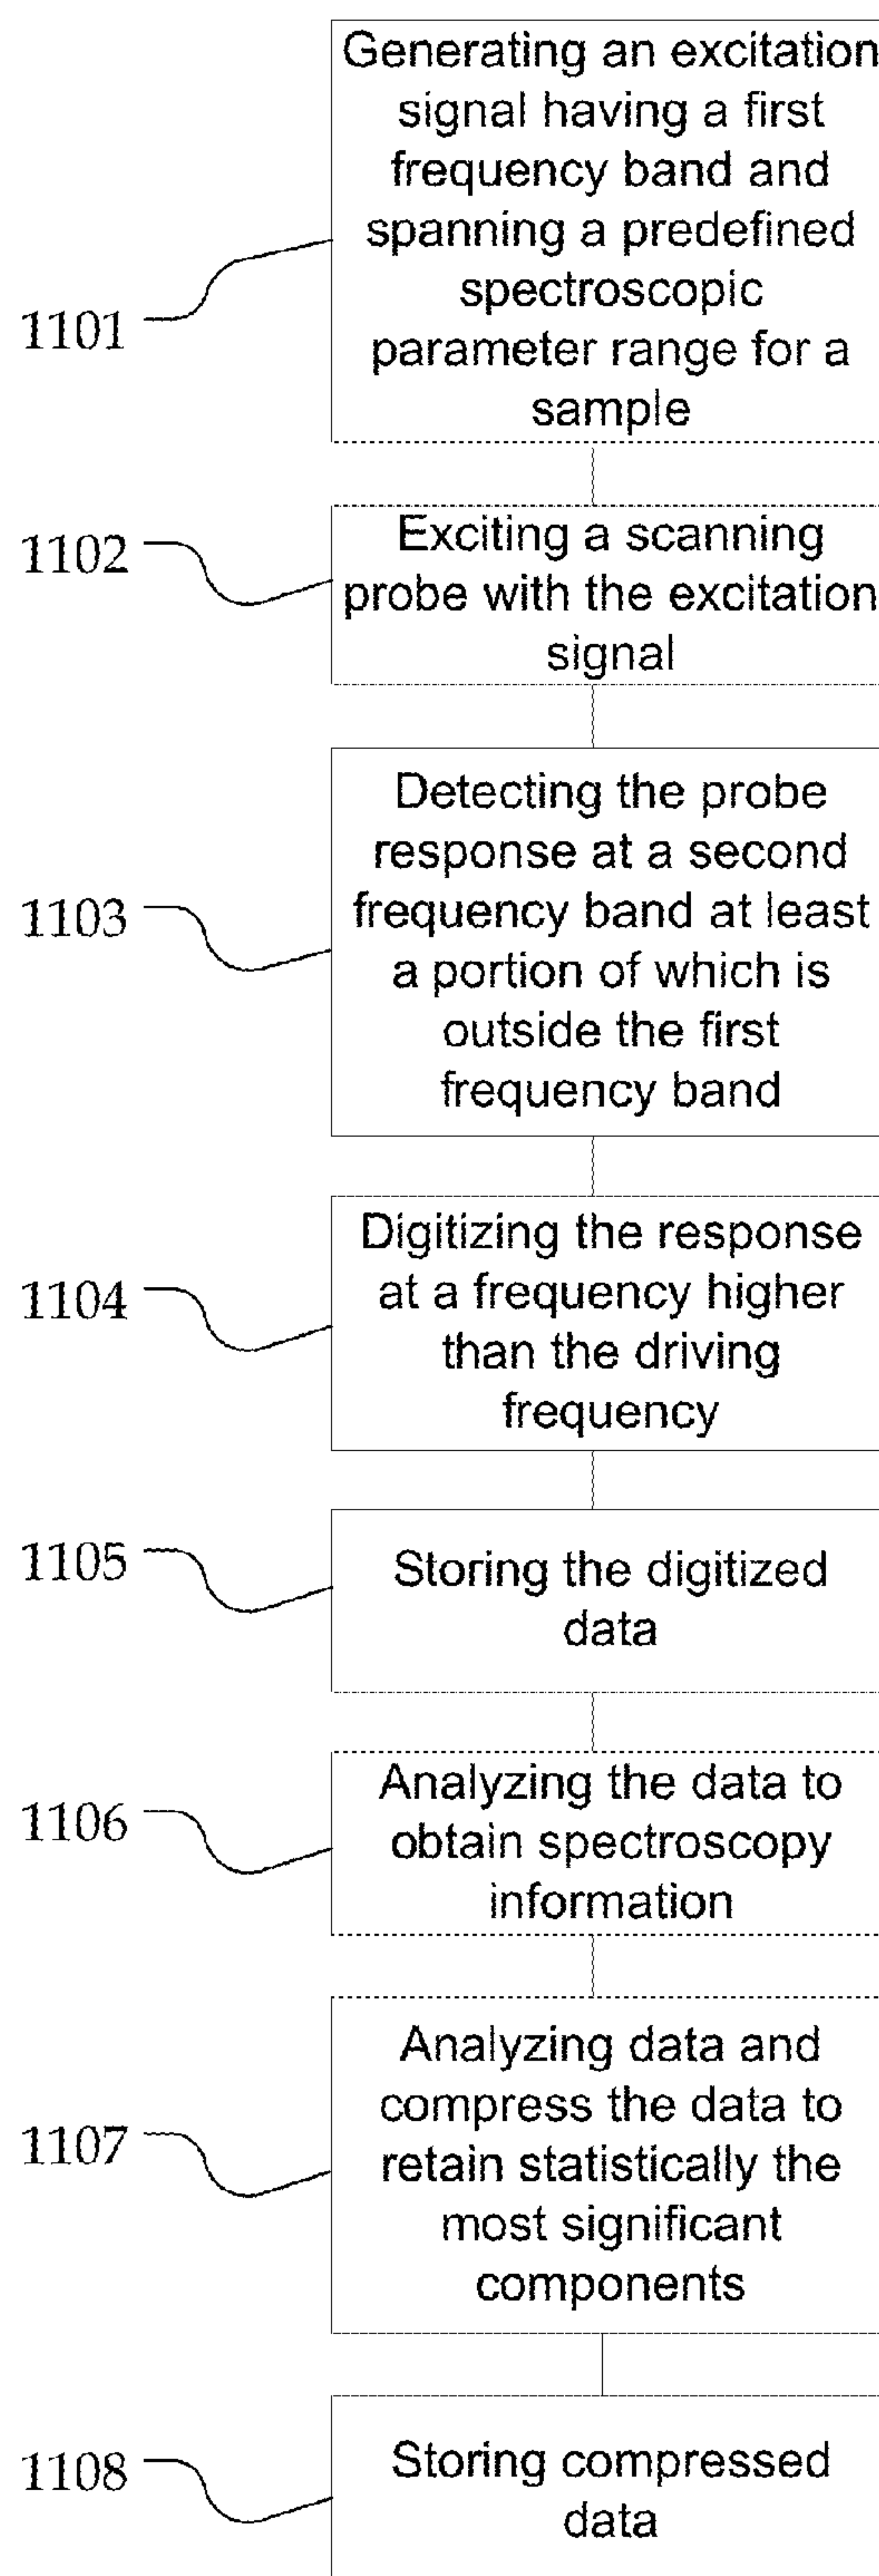 Generating an excitation
signal having a first
frequency band and
spanning a predefined
spectroscopic
parameter range for a
sample
1101
Exciting a scanning
probe with the excitation
signal
1102
Detecting the probe
response at a second
frequency band at least
a portion of which is
outside the first
frequency band
1103
Digitizing the response
at a frequency higher
than the driving
frequency
1104
Storing the digitized
data
1105
Analyzing the data to
obtain spectroscopy
information
1106
Analyzing data and
compress the data to
retain statistically the
most significant
components
1107
Storing compressed
data
1108